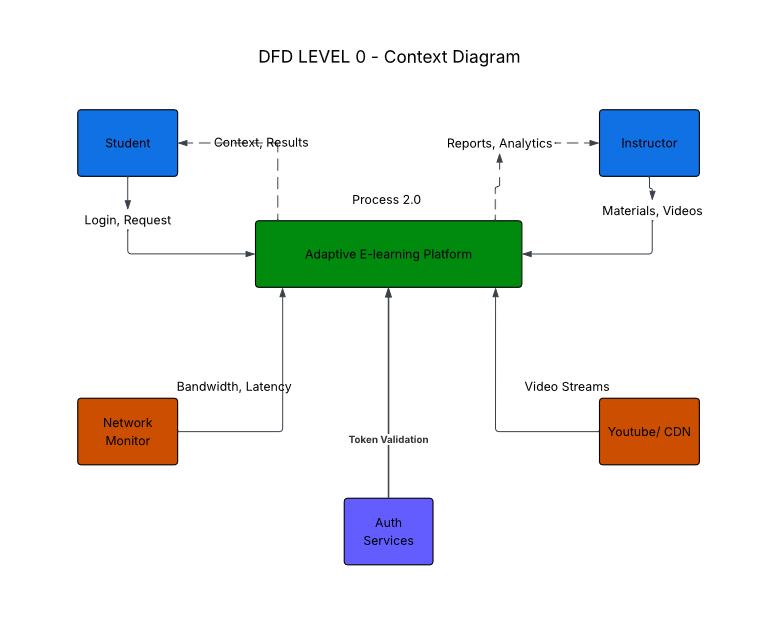 DFD LEVEL 0 - Context Diagram
Student
Context, Results
Reports, Analytics
Instructor
Process 2.0
Login, Request
Materials, Videos
Adaptive E-learning Platform
Bandwidth, Latency
Video Streams
Network
Monitor
Token Validation
Youtube/ CDN
Auth
Services